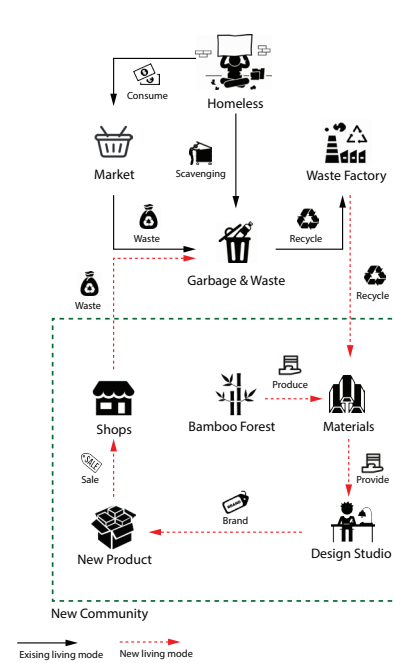 Consume
Homeless
Market
Scavenging
Waste Factory
Waste
Recycle
Garbage & Waste
Waste
Recycle
Produce
Shops
Bamboo Forest
Materials
SALE
Sale
Provide
BRAND
Brand
New Product
Design Studio
New Community
Exising living mode
New living mode